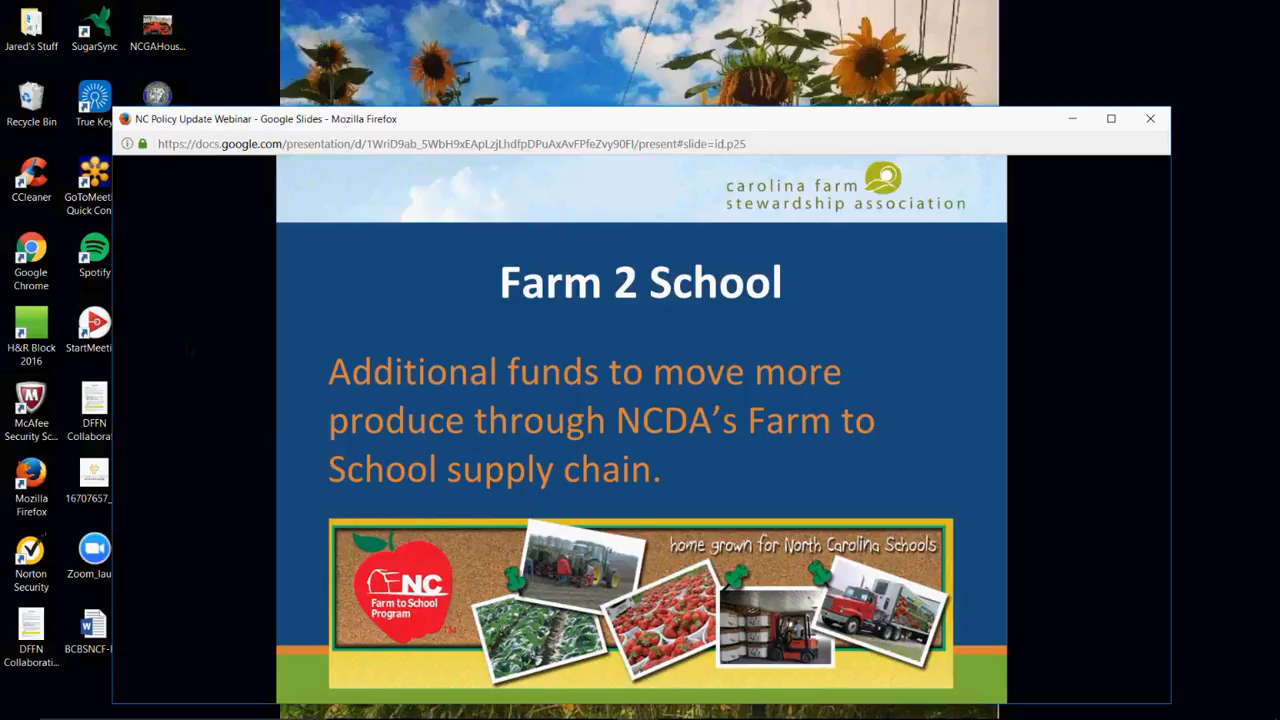 Jared's Stuff
SugarSync
NCGAHous...
Recycle Bin
True Key
CCleaner
GoToMeeti
Quick Con
Google
Chrome
Spotify
H&R Block
2016
StartMeeti
McAfee
Security Sc...
DFFN
Collaborat
Mozilla
Firefox
16707657_
Norton
Security
Zoom_lau
DFFN
Collaborati...
BCBSNCF-I
NC Policy Update Webinar - Google Slides - Mozilla Firefox
https://docs.google.com/presentation/d/1WriD9ab_5WbH9xEApLzjLhdfpDPuAxAvFPfeZvy90FI/present#slide=id.p25
carolina farm
stewardship association
Farm 2 School
Additional funds to move more
produce through NCDA's Farm to
School supply chain.
home grown for North Carolina Schools
NC
Farm to School
Program
TM